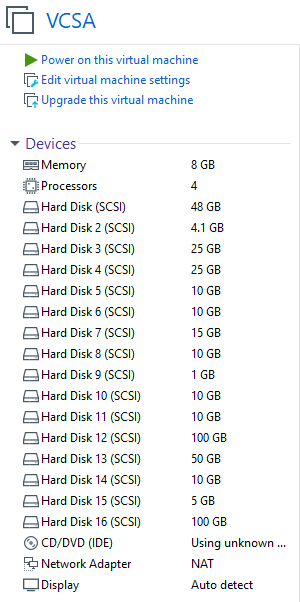 VCSA
Power on this virtual machine
Edit virtual machine settings
Upgrade this virtual machine
Devices
Memory 8 GB
Processors 4
Hard Disk (SCSI) 48 GB
Hard Disk 2 (SCSI) 4.1 GB
Hard Disk 3 (SCSI) 25 GB
Hard Disk 4 (SCSI) 25 GB
Hard Disk 5 (SCSI) 10 GB
Hard Disk 6 (SCSI) 10 GB
Hard Disk 7 (SCSI) 15 GB
Hard Disk 8 (SCSI) 10 GB
Hard Disk 9 (SCSI) 1 GB
Hard Disk 10 (SCSI) 10 GB
Hard Disk 11 (SCSI) 10 GB
Hard Disk 12 (SCSI) 100 GB
Hard Disk 13 (SCSI) 50 GB
Hard Disk 14 (SCSI) 10 GB
Hard Disk 15 (SCSI) 5 GB
Hard Disk 16 (SCSI) 100 GB
CD/DVD (IDE) Using unknown ...
Network Adapter NAT
Display Auto detect